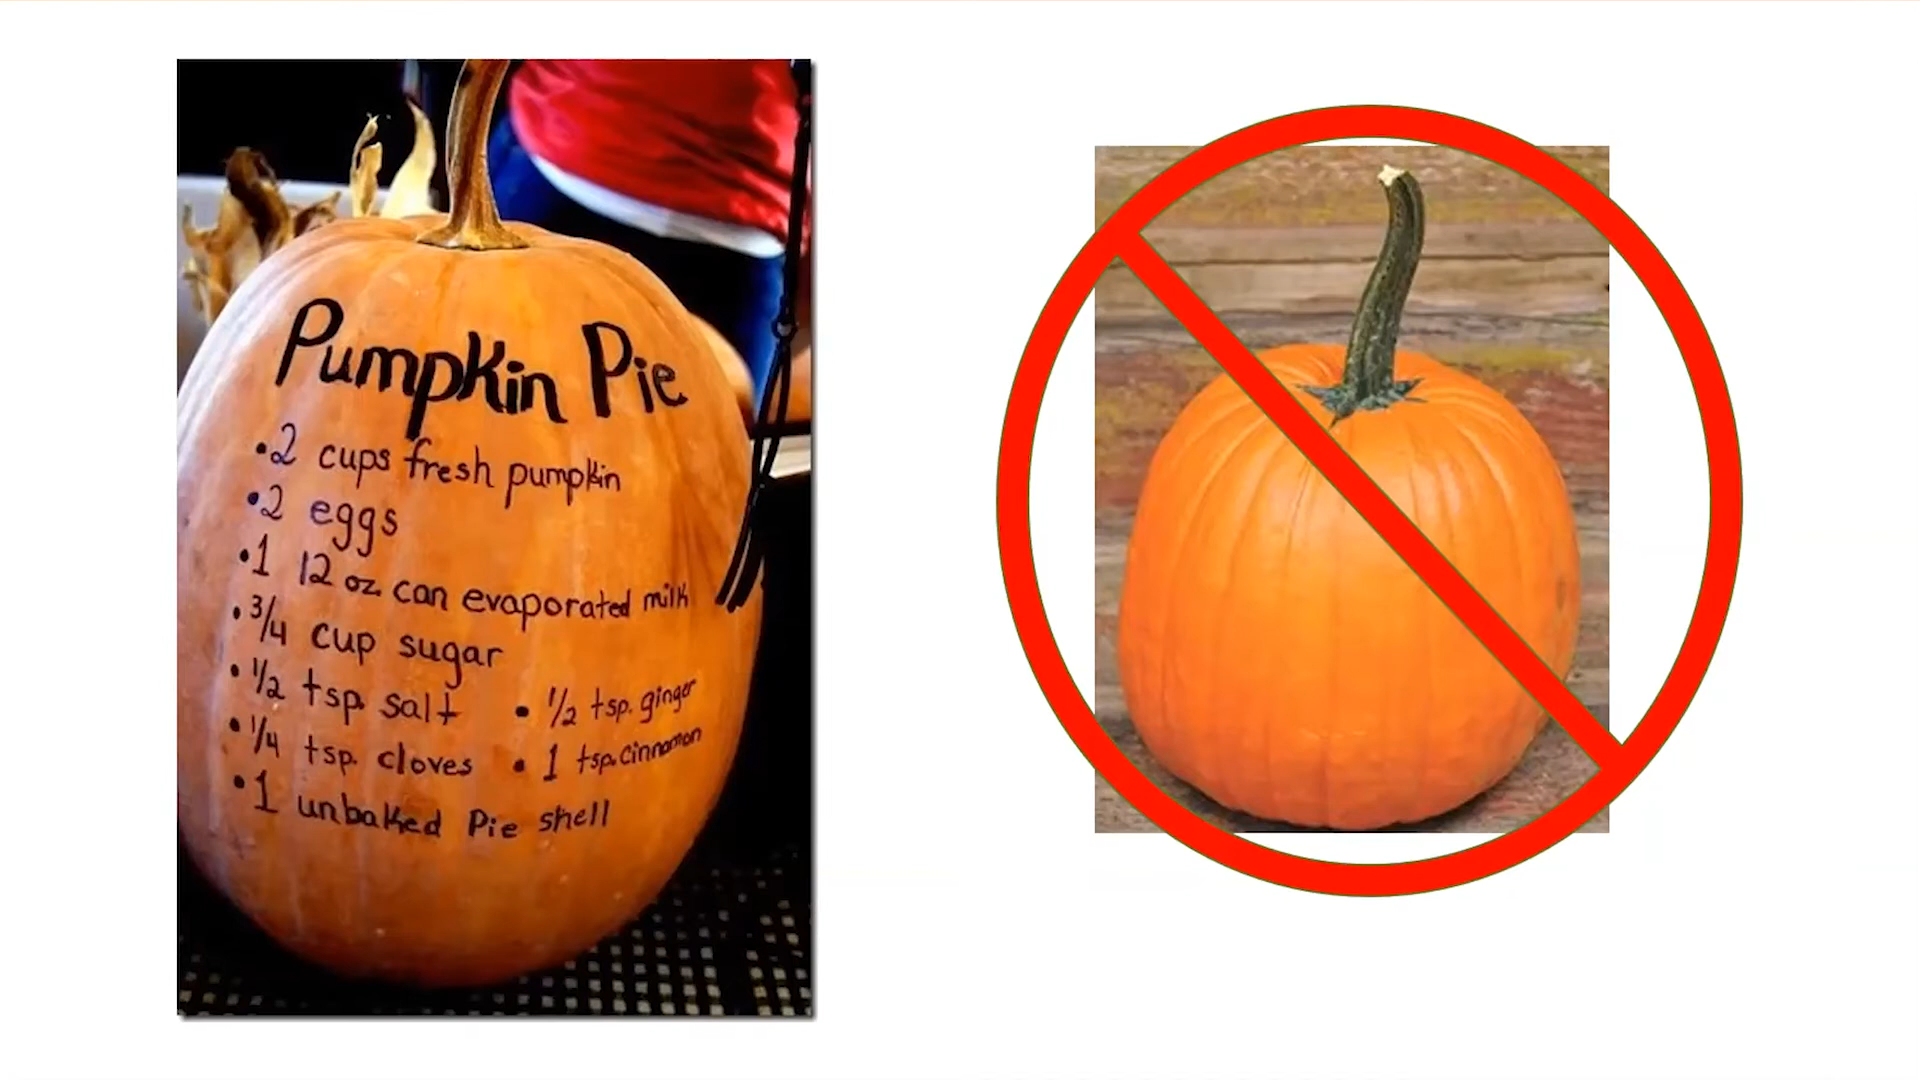 Pumpkin Pie
•2 cups fresh pumpkin
•2 eggs
•1 12 oz. can evaporated milk
•3/4 cup sugar
•1/2 tsp. salt •1/2 tsp. ginger
•1/4 tsp. cloves •1 tsp. cinnamon
•1 unbaked Pie shell